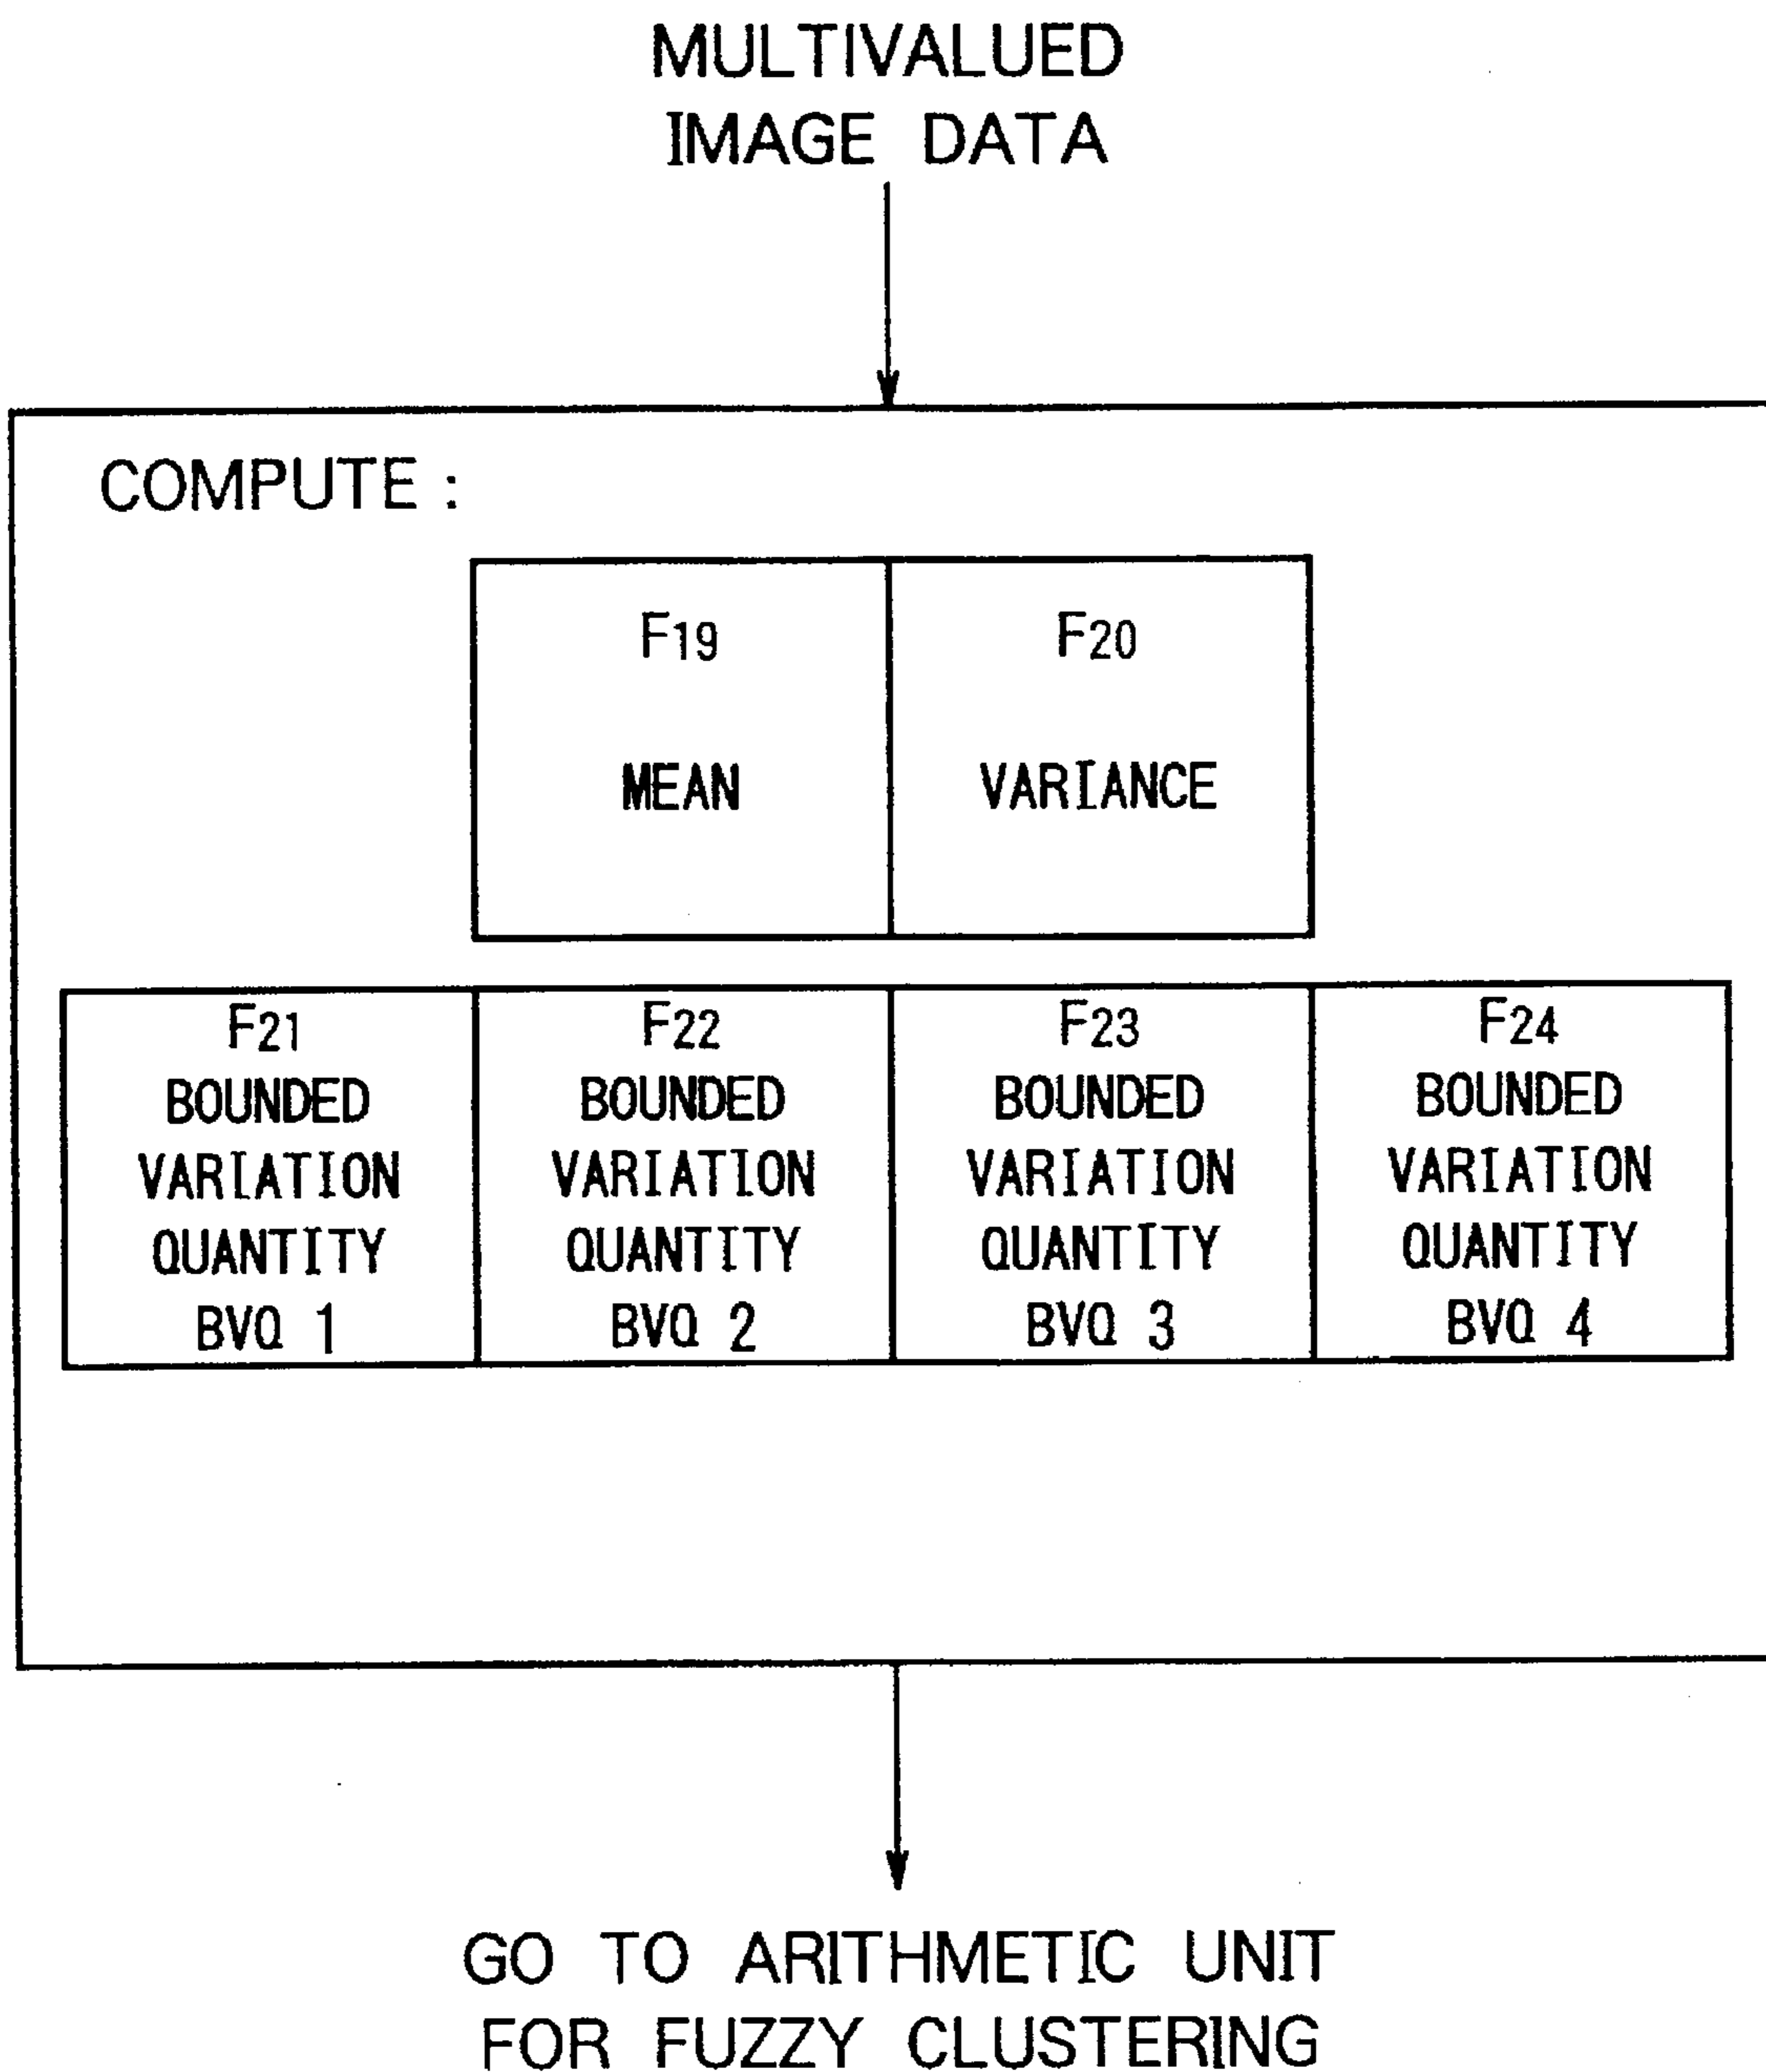 MULTIVALUED
IMAGE DATA
COMPUTE :
F19
MEAN
F20
VARIANCE
F21
BOUNDED
VARIATION
QUANTITY
BVQ 1
F22
BOUNDED
VARIATION
QUANTITY
BVQ 2
F23
BOUNDED
VARIATION
QUANTITY
BVQ 3
F24
BOUNDED
VARIATION
QUANTITY
BVQ 4
GO TO ARITHMETIC UNIT
FOR FUZZY CLUSTERING